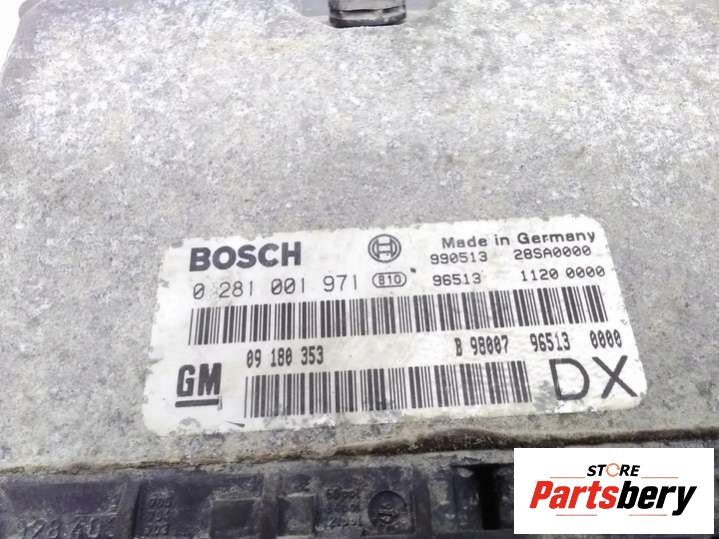 BOSCH
Made in Germany
990513 28SA0000
0 281 001 971 810 96513 1120 0000
09 180 353 B 98007 96513 0000
GM DX
STORE
Partsbery